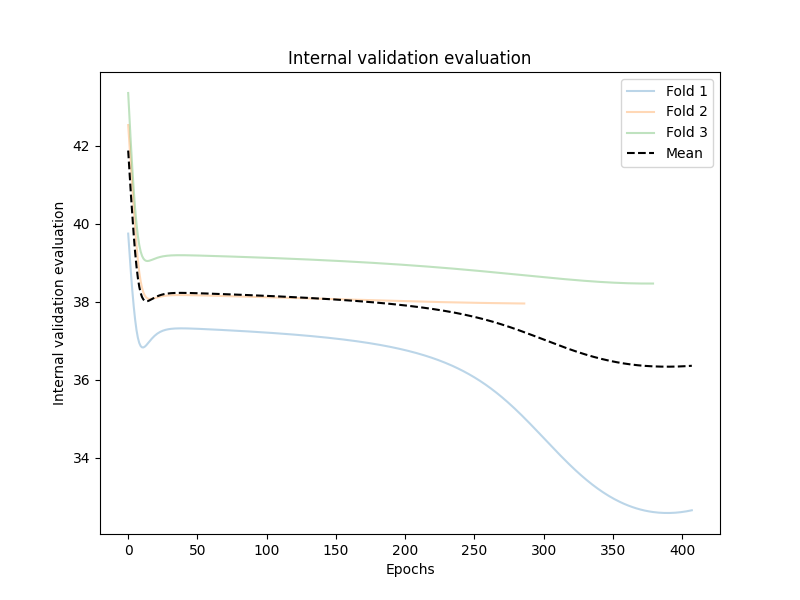 Internal validation evaluation
Fold 1
Fold 2
Fold 3
Mean
Internal validation evaluation
42
40
38
36
34
0 50 100 150 200 250 300 350 400
Epochs